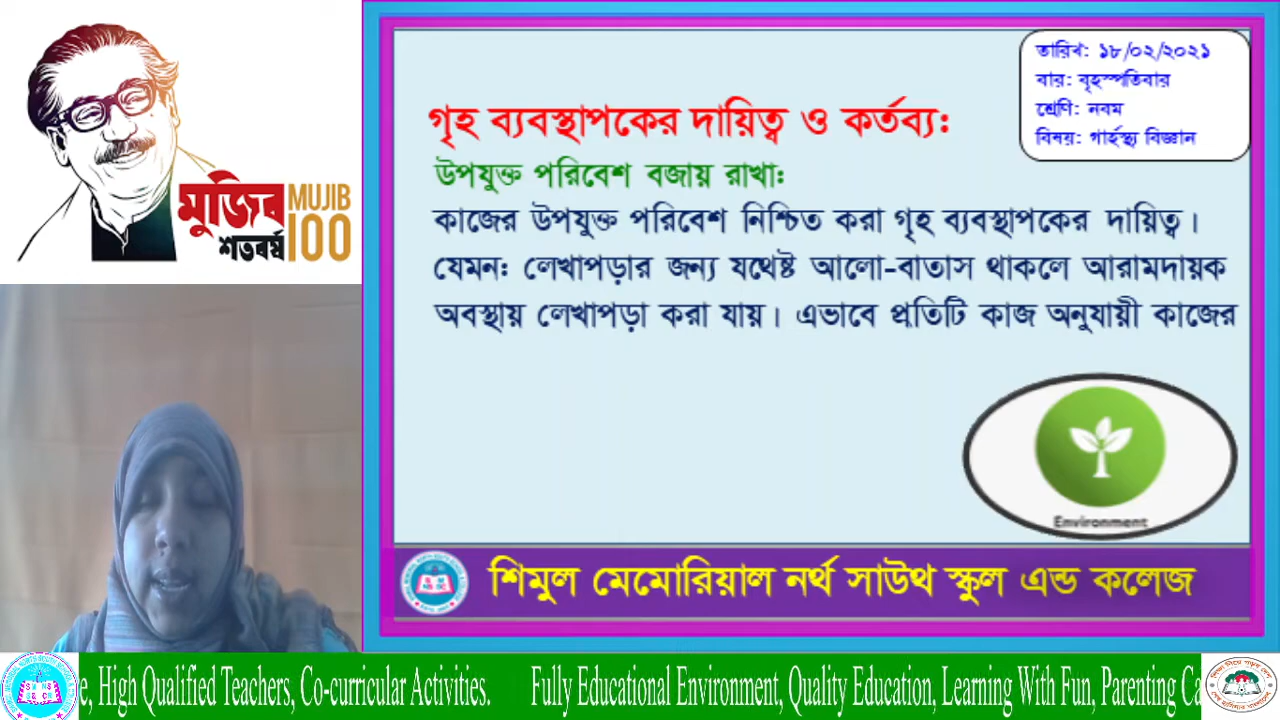 মুজিব
শতবর্ষ
MUJIB
100
তারিখ: ১৮/০২/২০২১
বার: বৃহস্পতিবার
শ্রেণি: নবম
বিষয়: গার্হস্থ্য বিজ্ঞান
গৃহ ব্যবস্থাপকের দায়িত্ব ও কর্তব্য:
উপযুক্ত পরিবেশ বজায় রাখা:
কাজের উপযুক্ত পরিবেশ নিশ্চিত করা গৃহ ব্যবস্থাপকের দায়িত্ব।
যেমন: লেখাপড়ার জন্য যথেষ্ট আলো-বাতাস থাকলে আরামদায়ক
অবস্থায় লেখাপড়া করা যায়। এভাবে প্রতিটি কাজ অনুযায়ী কাজের
Environment
শিমুল মেমোরিয়াল নর্থ সাউথ স্কুল এন্ড কলেজ
e, High Qualified Teachers, Co-curricular Activities. Fully Educational Environment, Quality Education, Learning With Fun, Parenting Ca